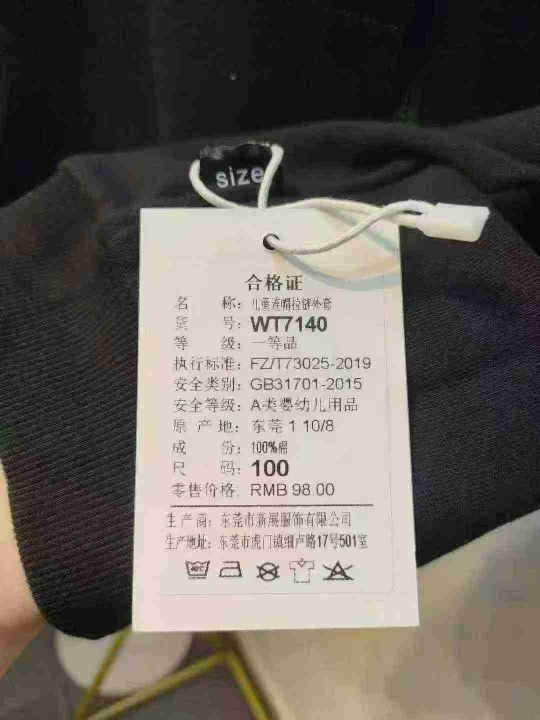 size
合格证
名 称：儿童连帽拉链外套
货 号：WT7140
等 级：一等品
执行标准：FZ/T73025-2019
安全类别：GB31701-2015
安全等级：A类婴幼儿用品
原 产 地：东莞 1 10/8
成 份：100%棉
尺 码：100
零售价格：RMB 98.00
生 产 商：东莞市新展服饰有限公司
生产地址：东莞市虎门镇细卢路17号501室